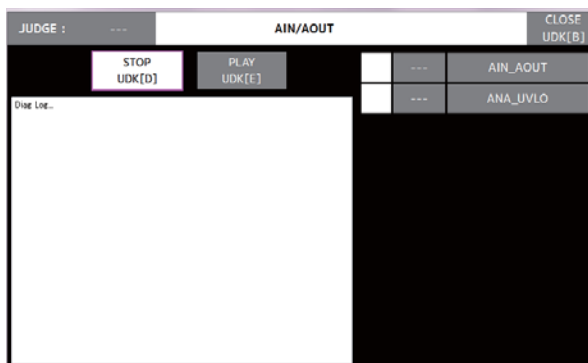 JUDGE :
---
AIN/AOUT
CLOSE
UDK[B]
STOP
UDK[D]
PLAY
UDK[E]
---
AIN_AOUT
---
ANA_UVLO
Diag Log...